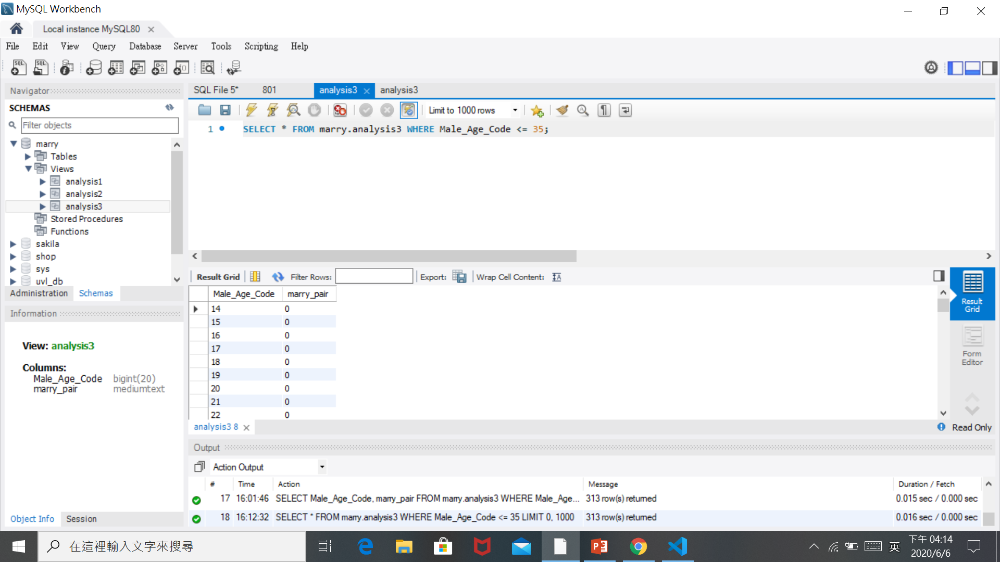 MySQL Workbench
Local instance MySQL80
File Edit View Query Database Server Tools Scripting Help
Navigator
SCHEMAS
Filter objects
marry
Tables
Views
analysis1
analysis2
analysis3
Stored Procedures
Functions
sakila
shop
sys
uvl_db
Administration Schemas
Information
View: analysis3
Columns:
Male_Age_Code bigint(20)
marry_pair mediumtext
Object Info Session
SQL File 5* 801 analysis3 analysis3
Limit to 1000 rows
1 SELECT * FROM marry.analysis3 WHERE Male_Age_Code <= 35;
Result Grid Filter Rows: Export: Wrap Cell Content:
Male_Age_Code marry_pair
14 0
15 0
16 0
17 0
18 0
19 0
20 0
21 0
22 0
Result
Grid
Form
Editor
analysis3 8
Read Only
Output
Action Output
# Time Action Message Duration / Fetch
17 16:01:46 SELECT Male_Age_Code, marry_pair FROM marry.analysis3 WHERE Male_Age... 313 row(s) returned 0.015 sec / 0.000 sec
18 16:12:32 SELECT * FROM marry.analysis3 WHERE Male_Age_Code <= 35 LIMIT 0, 1000 313 row(s) returned 0.016 sec / 0.000 sec
在這裡輸入文字來搜尋
英
下午 04:14
2020/6/6